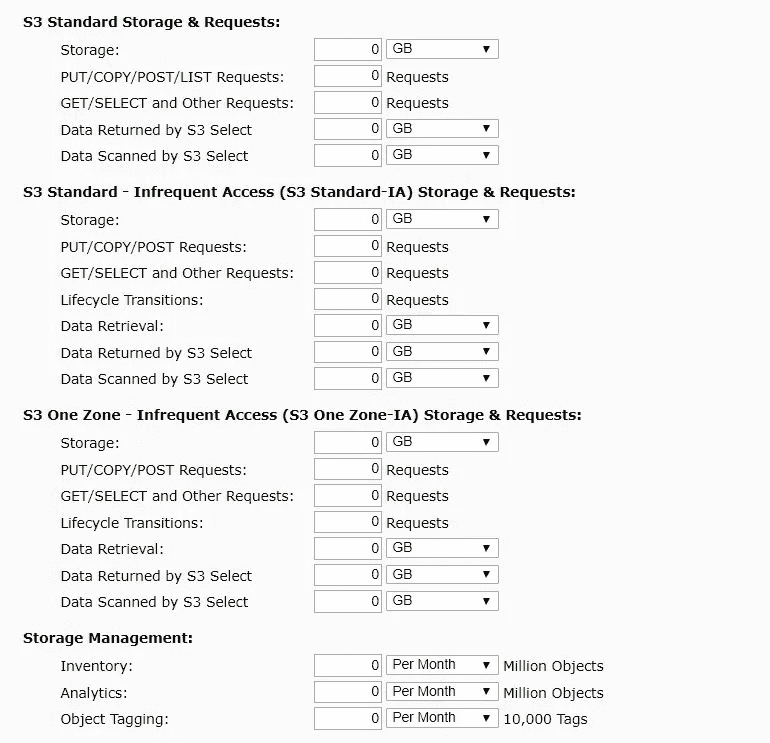 S3 Standard Storage & Requests:
Storage: 0 GB ▼
PUT/COPY/POST/LIST Requests: 0 Requests
GET/SELECT and Other Requests: 0 Requests
Data Returned by S3 Select 0 GB ▼
Data Scanned by S3 Select 0 GB ▼
S3 Standard - Infrequent Access (S3 Standard-IA) Storage & Requests:
Storage: 0 GB ▼
PUT/COPY/POST Requests: 0 Requests
GET/SELECT and Other Requests: 0 Requests
Lifecycle Transitions: 0 Requests
Data Retrieval: 0 GB ▼
Data Returned by S3 Select 0 GB ▼
Data Scanned by S3 Select 0 GB ▼
S3 One Zone - Infrequent Access (S3 One Zone-IA) Storage & Requests:
Storage: 0 GB ▼
PUT/COPY/POST Requests: 0 Requests
GET/SELECT and Other Requests: 0 Requests
Lifecycle Transitions: 0 Requests
Data Retrieval: 0 GB ▼
Data Returned by S3 Select 0 GB ▼
Data Scanned by S3 Select 0 GB ▼
Storage Management:
Inventory: 0 Per Month ▼ Million Objects
Analytics: 0 Per Month ▼ Million Objects
Object Tagging: 0 Per Month ▼ 10,000 Tags